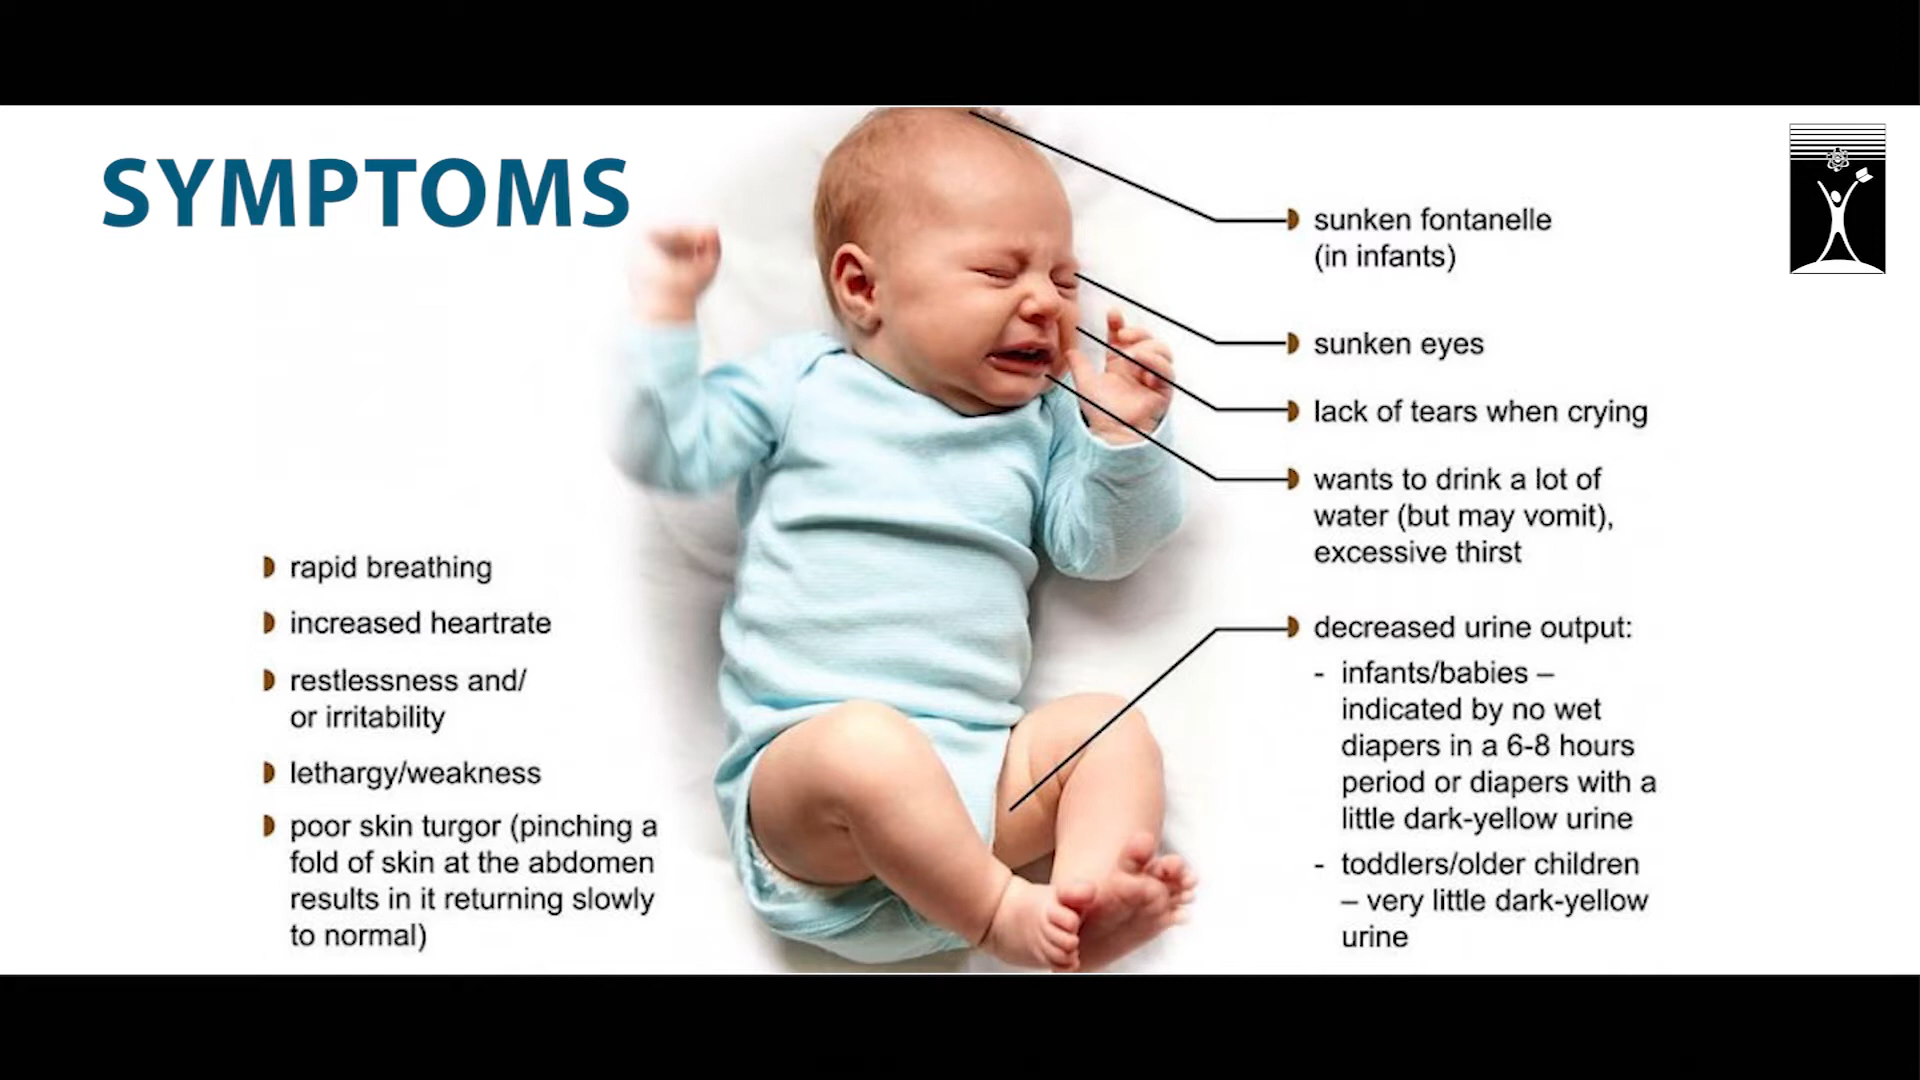 SYMPTOMS
sunken fontanelle
(in infants)
sunken eyes
lack of tears when crying
wants to drink a lot of
water (but may vomit),
excessive thirst
decreased urine output:
- infants/babies –
indicated by no wet
diapers in a 6-8 hours
period or diapers with a
little dark-yellow urine
- toddlers/older children
– very little dark-yellow
urine
rapid breathing
increased heartrate
restlessness and/
or irritability
lethargy/weakness
poor skin turgor (pinching a
fold of skin at the abdomen
results in it returning slowly
to normal)